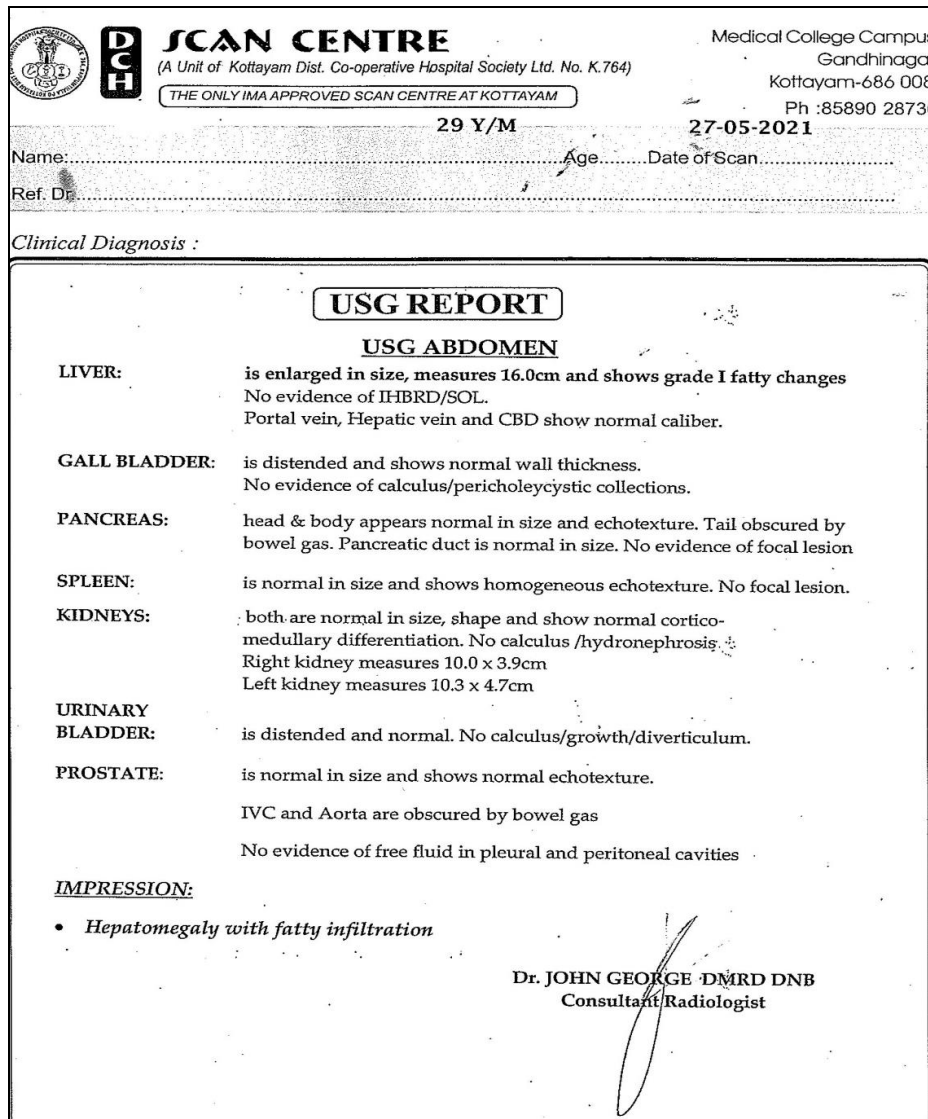 DCH
SCAN CENTRE
(A Unit of Kottayam Dist. Co-operative Hospital Society Ltd. No. K.764)
THE ONLY IMA APPROVED SCAN CENTRE AT KOTTAYAM
Medical College Campus
Gandhinaga
Kottayam-686 008
Ph :85890 2873
29 Y/M 27-05-2021
Name:..........Age........Date of Scan..........
Ref. Dr..........
Clinical Diagnosis :
USG REPORT
USG ABDOMEN
LIVER: is enlarged in size, measures 16.0cm and shows grade I fatty changes
No evidence of IHBRD/SOL.
Portal vein, Hepatic vein and CBD show normal caliber.
GALL BLADDER: is distended and shows normal wall thickness.
No evidence of calculus/pericholeycystic collections.
PANCREAS: head & body appears normal in size and echotexture. Tail obscured by
bowel gas. Pancreatic duct is normal in size. No evidence of focal lesion
SPLEEN: is normal in size and shows homogeneous echotexture. No focal lesion.
KIDNEYS: both are normal in size, shape and show normal cortico-
medullary differentiation. No calculus /hydronephrosis.
Right kidney measures 10.0 x 3.9cm
Left kidney measures 10.3 x 4.7cm
URINARY
BLADDER: is distended and normal. No calculus/growth/diverticulum.
PROSTATE: is normal in size and shows normal echotexture.
IVC and Aorta are obscured by bowel gas
No evidence of free fluid in pleural and peritoneal cavities
IMPRESSION:
• Hepatomegaly with fatty infiltration
Dr. JOHN GEORGE DMRD DNB
Consultant Radiologist